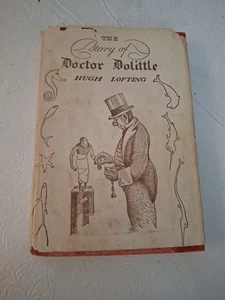 THE
Story of
Doctor Dolittle
HUGH LOFTING